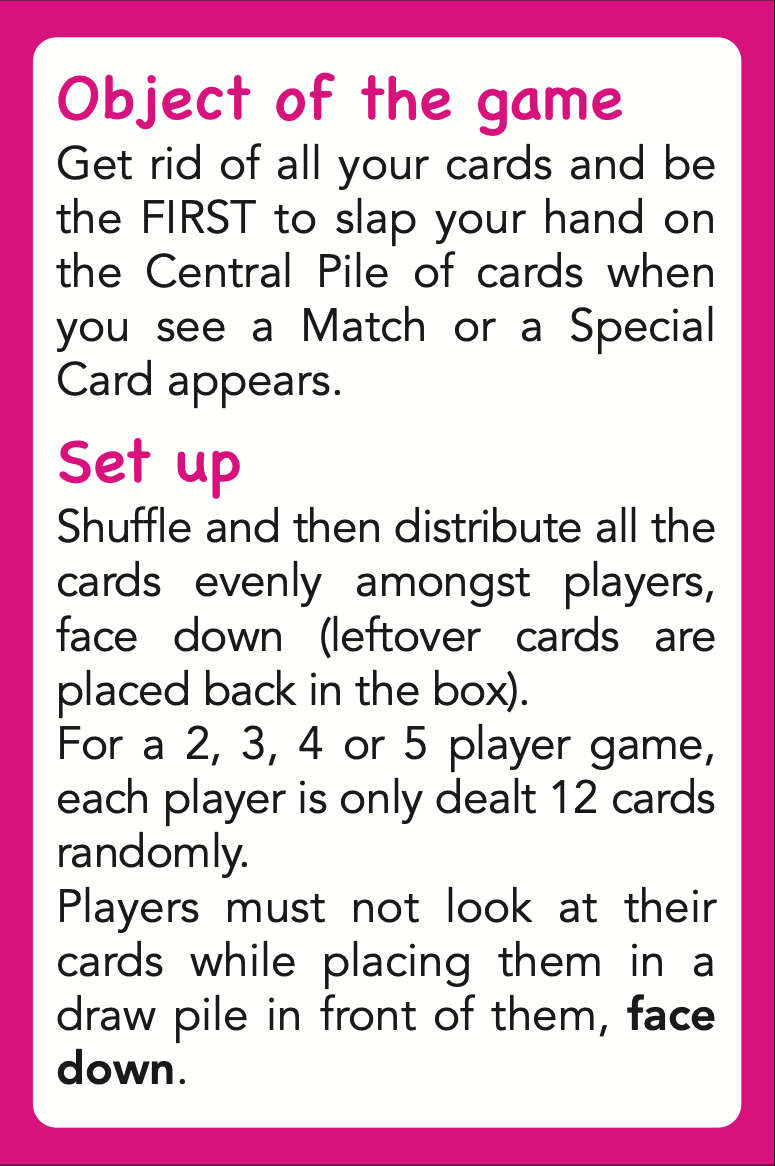 Object of the game
Get rid of all your cards and be
the FIRST to slap your hand on
the Central Pile of cards when
you see a Match or a Special
Card appears.
Set up
Shuffle and then distribute all the
cards evenly amongst players,
face down (leftover cards are
placed back in the box).
For a 2, 3, 4 or 5 player game,
each player is only dealt 12 cards
randomly.
Players must not look at their
cards while placing them in a
draw pile in front of them, face
down.